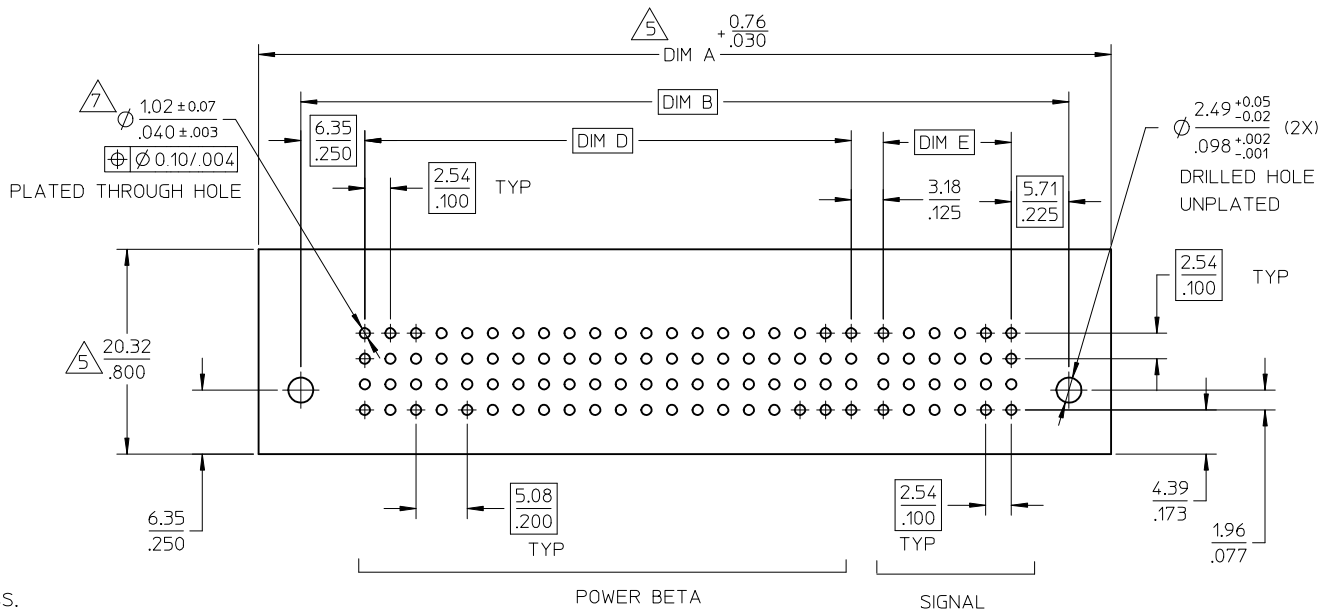 5
+ 0.76
.030
DIM A
7
Ø 1.02 ±0.07
.040 ±.003
⌖ Ø 0.10/.004
PLATED THROUGH HOLE
DIM B
6.35
.250
DIM D
DIM E
Ø 2.49 +0.05 -0.02 (2X)
.098 +.002 -.001
DRILLED HOLE
UNPLATED
2.54
.100
TYP
3.18
.125
5.71
.225
2.54
.100
TYP
5
20.32
.800
6.35
.250
5.08
.200
TYP
2.54
.100
TYP
4.39
.173
1.96
.077
POWER BETA
SIGNAL
S.